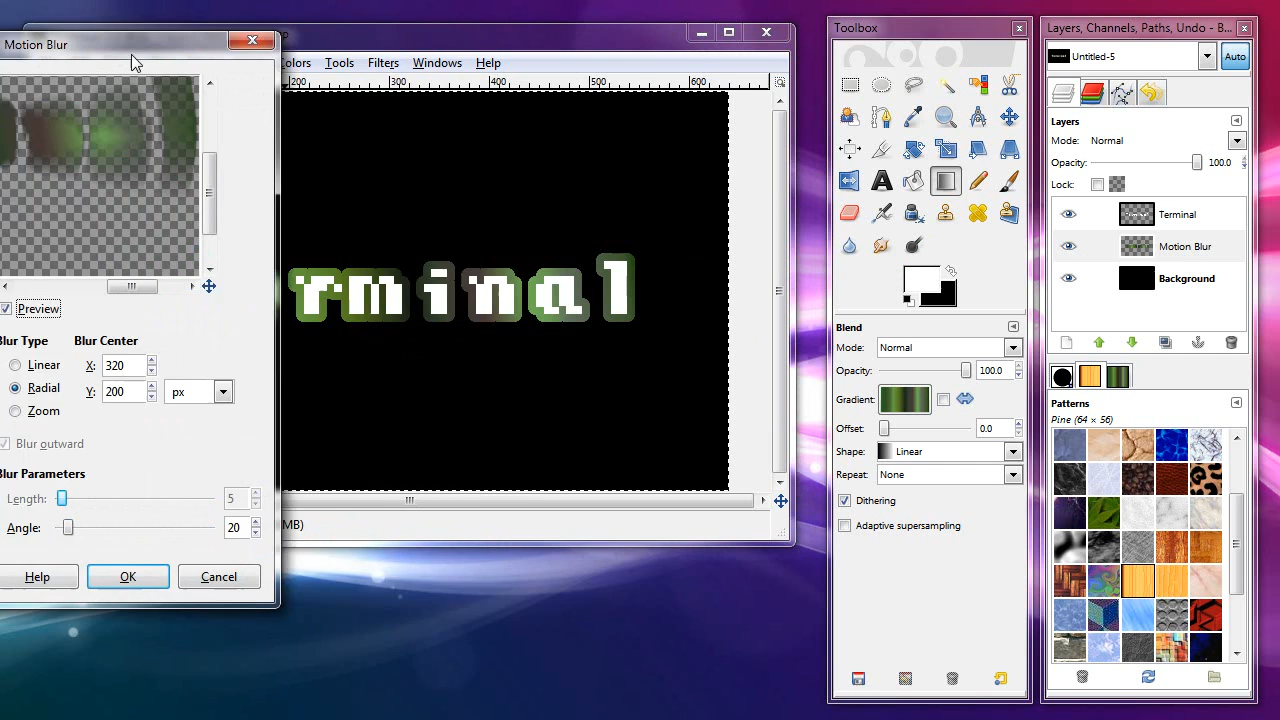 Motion Blur
Preview
Blur Type
Blur Center
Linear
X: 320
Radial
Y: 200
px
Zoom
Blur outward
Blur Parameters
Length:
5
Angle:
20
Help
OK
Cancel
Tools
Filters
Windows
Help
200
300
400
500
600
rminal
MB)
Toolbox
Blend
Mode: Normal
Opacity: 100.0
Gradient:
Offset: 0.0
Shape: Linear
Repeat: None
Dithering
Adaptive supersampling
Layers, Channels, Paths, Undo - B...
Untitled-5
Auto
Layers
Mode: Normal
Opacity: 100.0
Lock:
Terminal
Motion Blur
Background
Patterns
Pine (64 × 56)